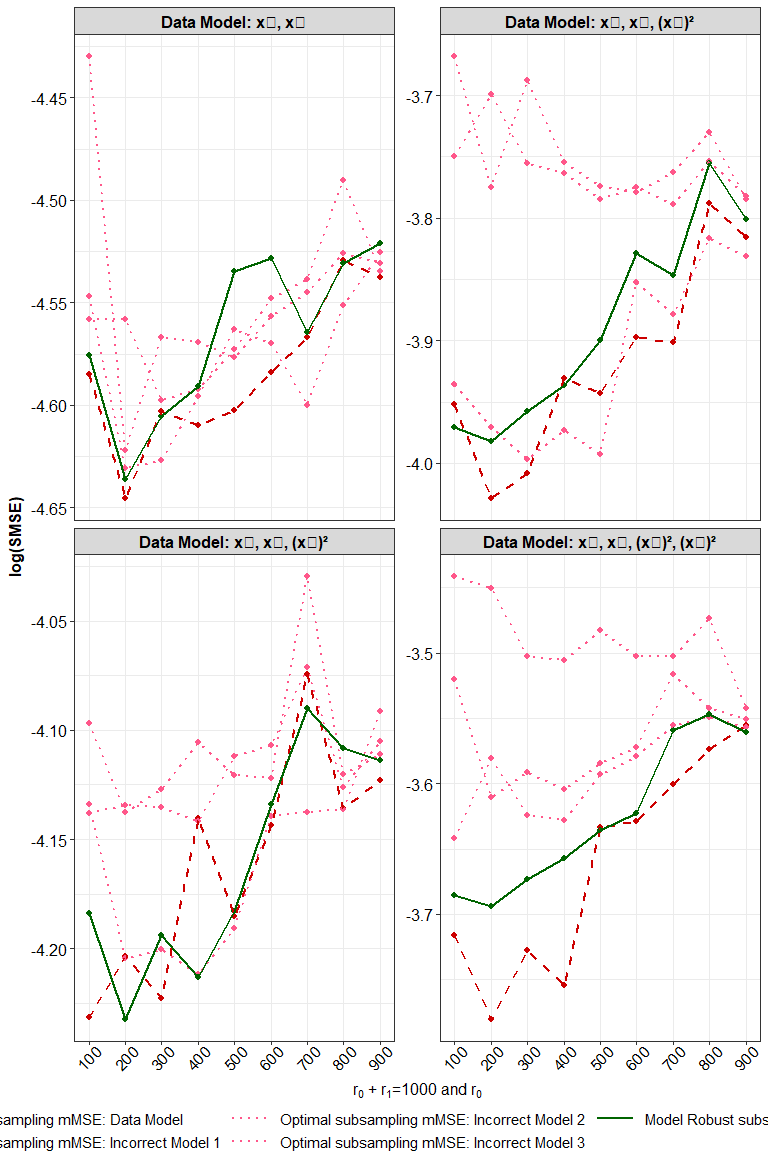 Data Model: x▯, x▯
Data Model: x▯, x▯, (x▯)²
-4.45
-4.50
-4.55
-4.60
-4.65
-3.7
-3.8
-3.9
-4.0
log(SMSE)
Data Model: x▯, x▯, (x▯)²
Data Model: x▯, x▯, (x▯)², (x▯)²
-4.05
-4.10
-4.15
-4.20
-3.5
-3.6
-3.7
100 200 300 400 500 600 700 800 900
100 200 300 400 500 600 700 800 900
r₀ + r₁=1000 and r₀
sampling mMSE: Data Model Optimal subsampling mMSE: Incorrect Model 2 Model Robust subs
sampling mMSE: Incorrect Model 1 Optimal subsampling mMSE: Incorrect Model 3